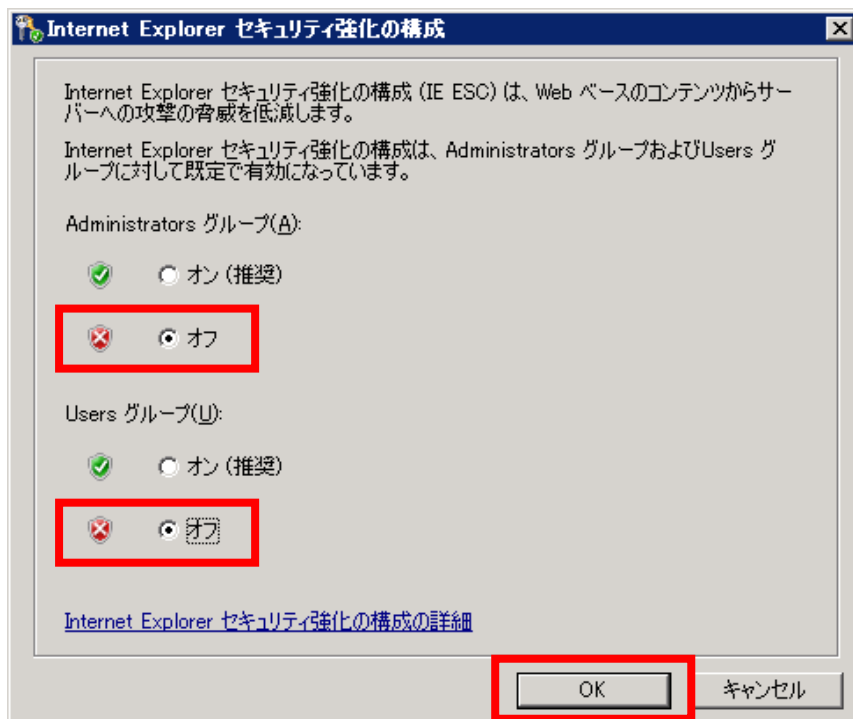 Internet Explorer セキュリティ強化の構成
Internet Explorer セキュリティ強化の構成 (IE ESC) は、Web ベースのコンテンツからサー
バーへの攻撃の脅威を低減します。
Internet Explorer セキュリティ強化の構成は、Administrators グループおよびUsers グ
ループに対して既定で有効になっています。
Administrators グループ(A):
オン (推奨)
オフ
Users グループ(U):
オン (推奨)
オフ
Internet Explorer セキュリティ強化の構成の詳細
OK
キャンセル